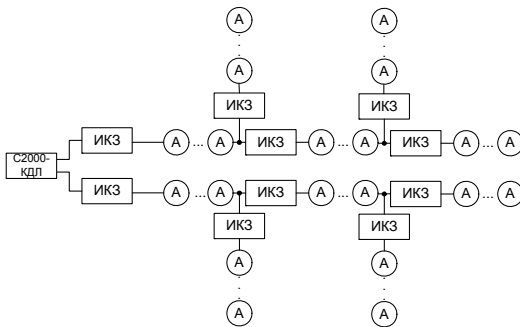 А А
А А
ИКЗ ИКЗ
ИКЗ А ... А ИКЗ А ... А ИКЗ А ... А
С2000-
КДЛ
ИКЗ А ... А ИКЗ А ... А ИКЗ А ... А
ИКЗ ИКЗ
А А
А А